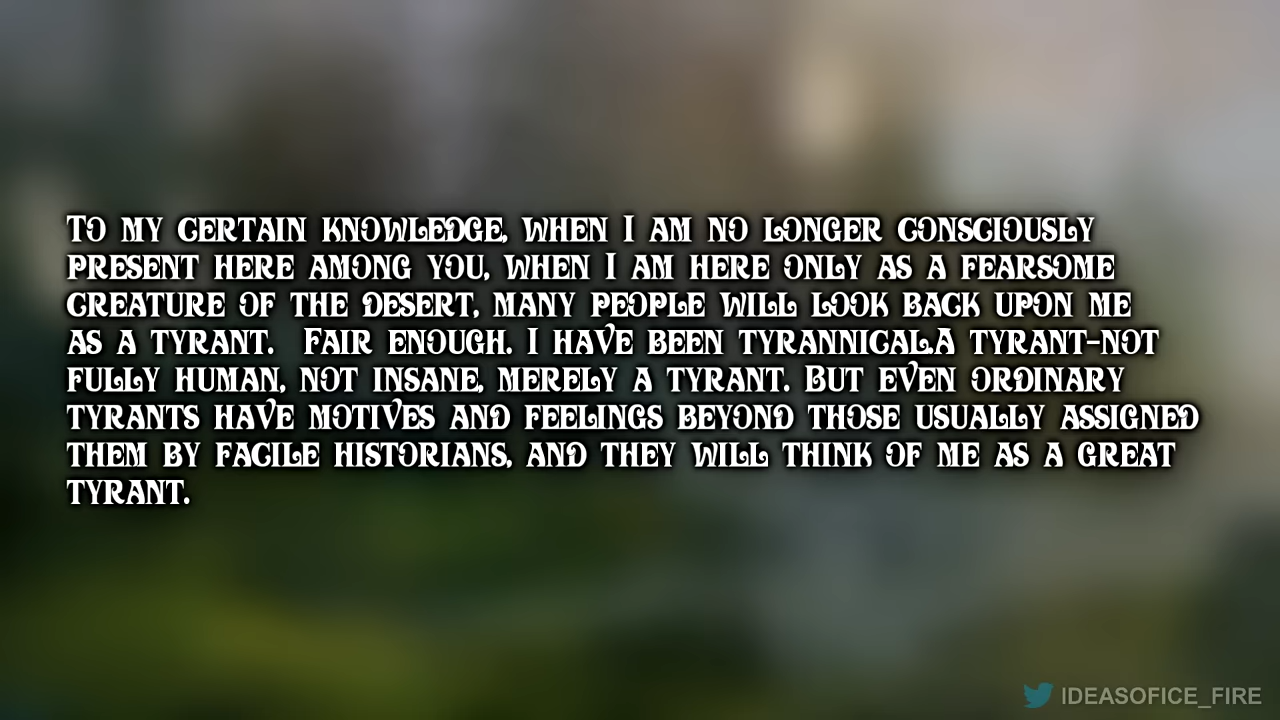 To my certain knowledge, when I am no longer consciously
present here among you, when I am here only as a fearsome
creature of the desert, many people will look back upon me
as a tyrant.  Fair enough. I have been tyrannical.A tyrant-not
fully human, not insane, merely a tyrant. But even ordinary
tyrants have motives and feelings beyond those usually assigned
them by facile historians, and they will think of me as a great
tyrant.
IDEASOFICE_FIRE